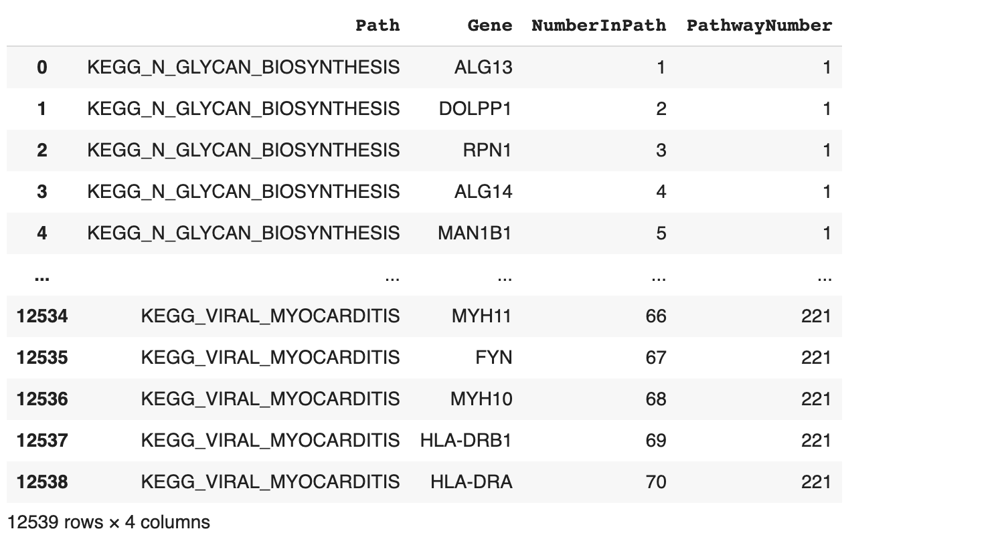 Path Gene NumberInPath PathwayNumber
0 KEGG_N_GLYCAN_BIOSYNTHESIS ALG13 1 1
1 KEGG_N_GLYCAN_BIOSYNTHESIS DOLPP1 2 1
2 KEGG_N_GLYCAN_BIOSYNTHESIS RPN1 3 1
3 KEGG_N_GLYCAN_BIOSYNTHESIS ALG14 4 1
4 KEGG_N_GLYCAN_BIOSYNTHESIS MAN1B1 5 1
... ... ... ... ...
12534 KEGG_VIRAL_MYOCARDITIS MYH11 66 221
12535 KEGG_VIRAL_MYOCARDITIS FYN 67 221
12536 KEGG_VIRAL_MYOCARDITIS MYH10 68 221
12537 KEGG_VIRAL_MYOCARDITIS HLA-DRB1 69 221
12538 KEGG_VIRAL_MYOCARDITIS HLA-DRA 70 221
12539 rows × 4 columns